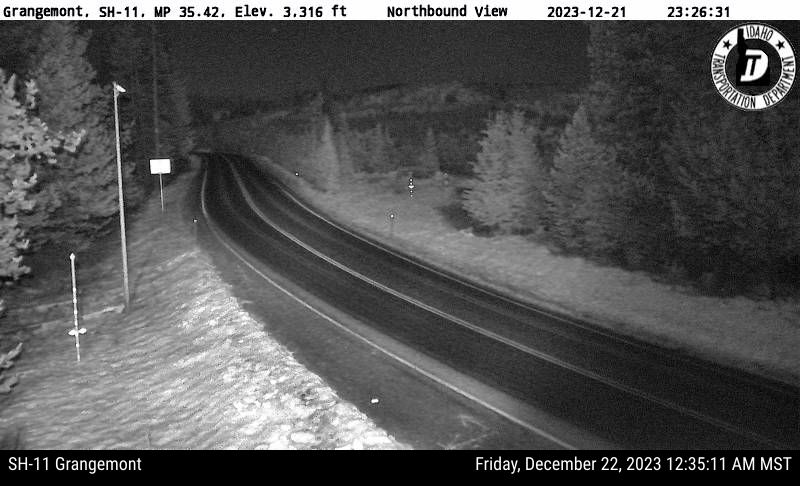 Grangemont, SH-11, MP 35.42, Elev. 3,316 ft Northbound View 2023-12-21 23:26:31
IDAHO
TRANSPORTATION DEPARTMENT
SH-11 Grangemont Friday, December 22, 2023 12:35:11 AM MST